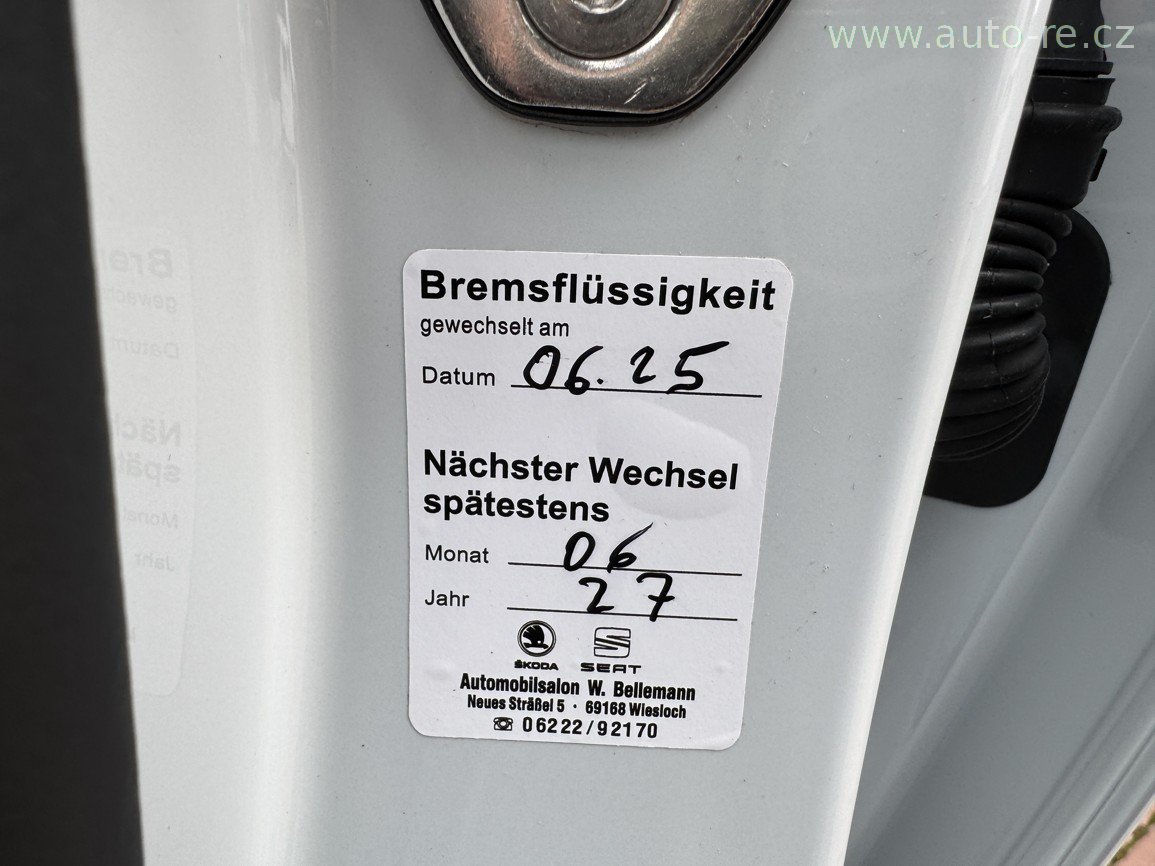 www.auto-re.cz
Bremsflüssigkeit
gewechselt am
Datum 06.25
Nächster Wechsel
spätestens
Monat 06
Jahr 27
ŠKODA SEAT
Automobilsalon W. Bellemann
Neues Sträßel 5 · 69168 Wiesloch
☏ 06222/92170